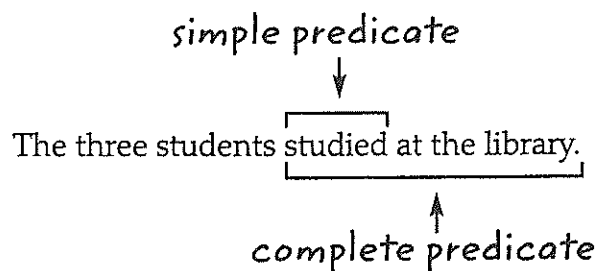 simple predicate
The three students studied at the library.
complete predicate